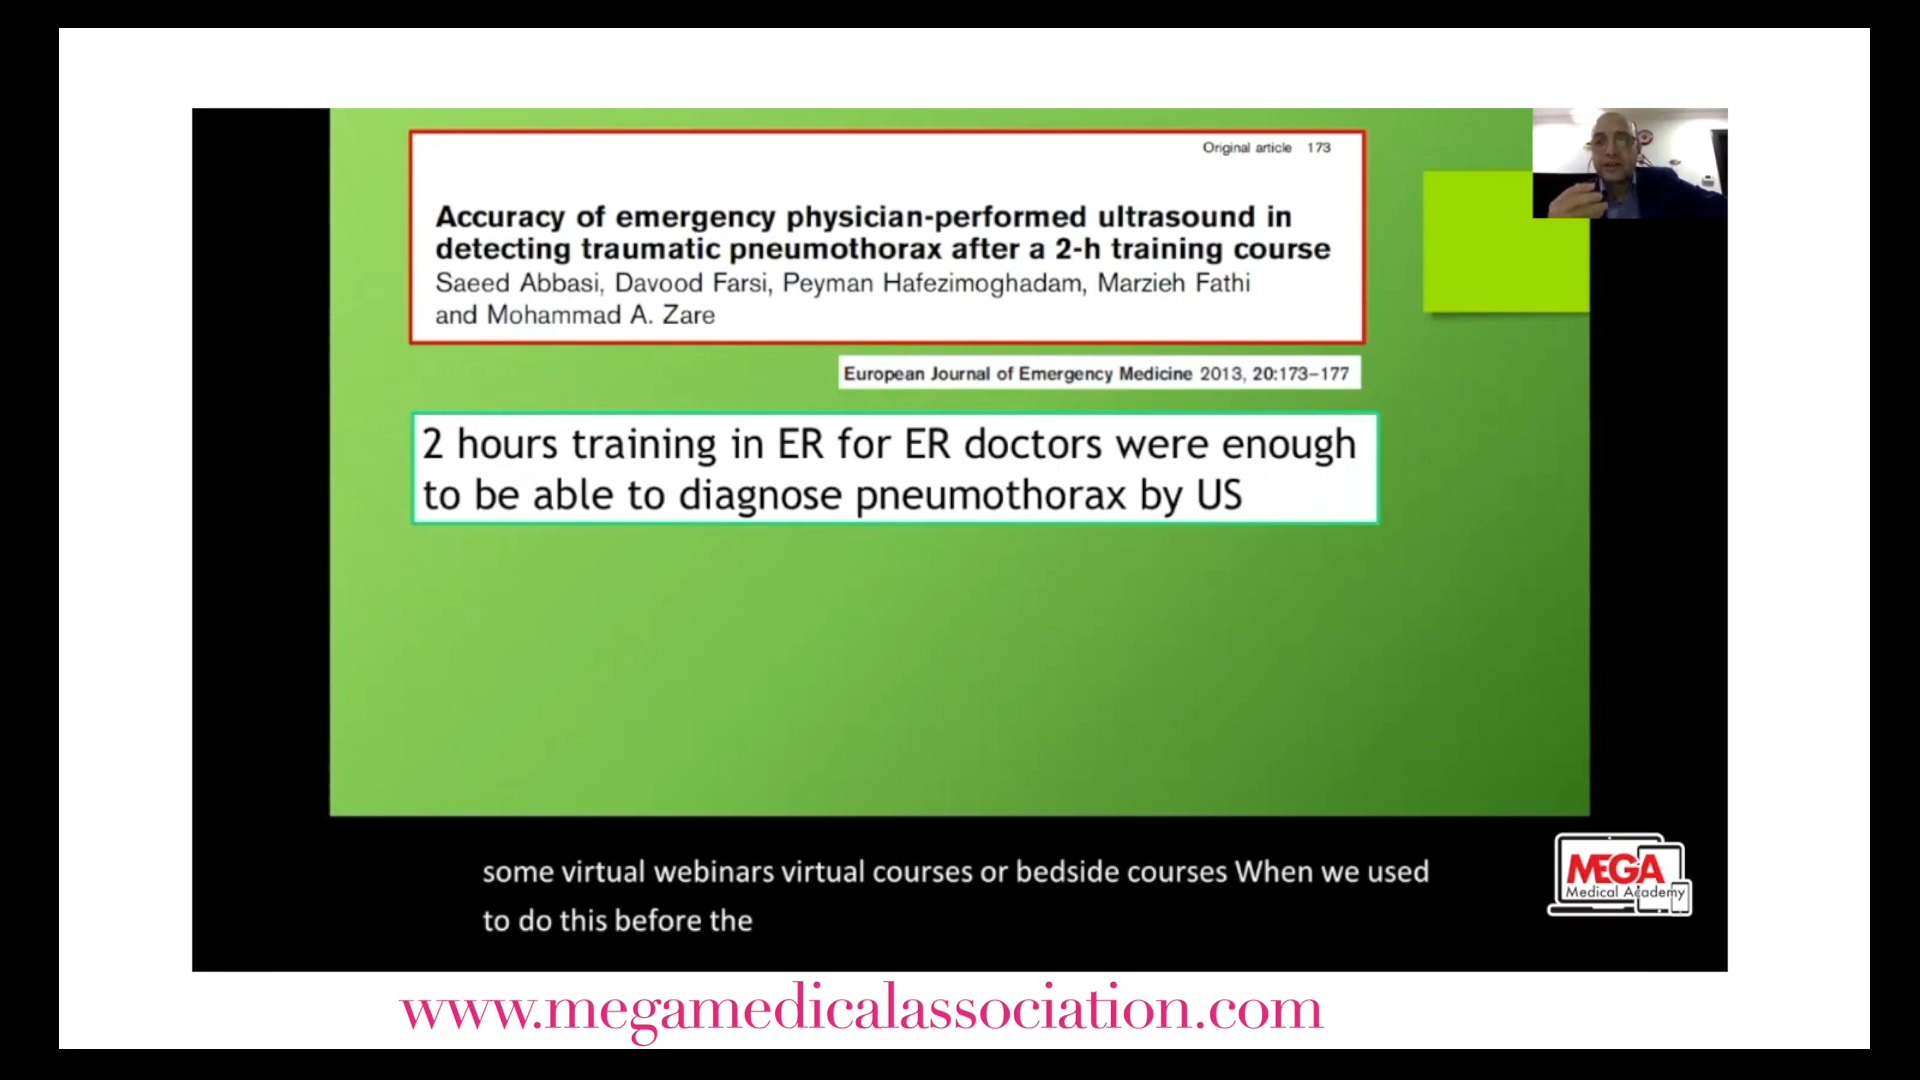 Original article 173
Accuracy of emergency physician-performed ultrasound in
detecting traumatic pneumothorax after a 2-h training course
Saeed Abbasi, Davood Farsi, Peyman Hafezimoghadam, Marzieh Fathi
and Mohammad A. Zare
European Journal of Emergency Medicine 2013, 20:173–177
2 hours training in ER for ER doctors were enough
to be able to diagnose pneumothorax by US
some virtual webinars virtual courses or bedside courses When we used
to do this before the
MEGA
Medical Academy
www.megamedicalassociation.com